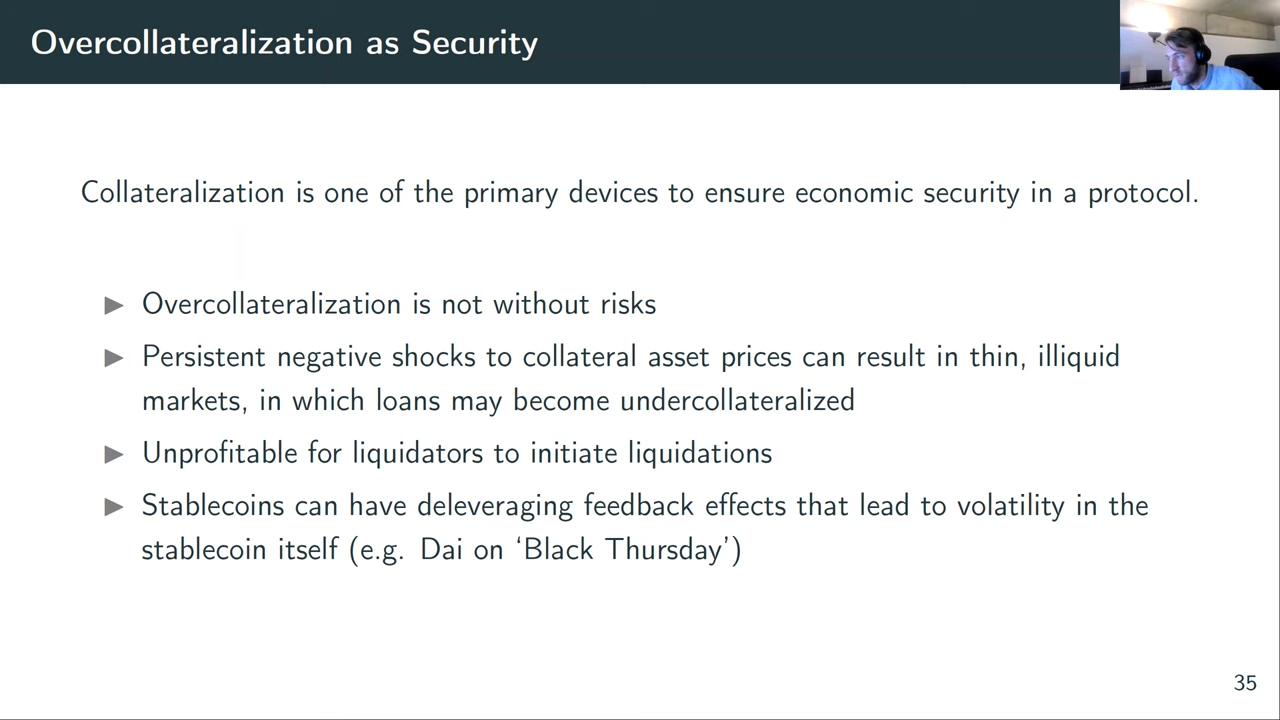 Overcollateralization as Security
Collateralization is one of the primary devices to ensure economic security in a protocol.
▶ Overcollateralization is not without risks
▶ Persistent negative shocks to collateral asset prices can result in thin, illiquid
markets, in which loans may become undercollateralized
▶ Unprofitable for liquidators to initiate liquidations
▶ Stablecoins can have deleveraging feedback effects that lead to volatility in the
stablecoin itself (e.g. Dai on ‘Black Thursday’)
35